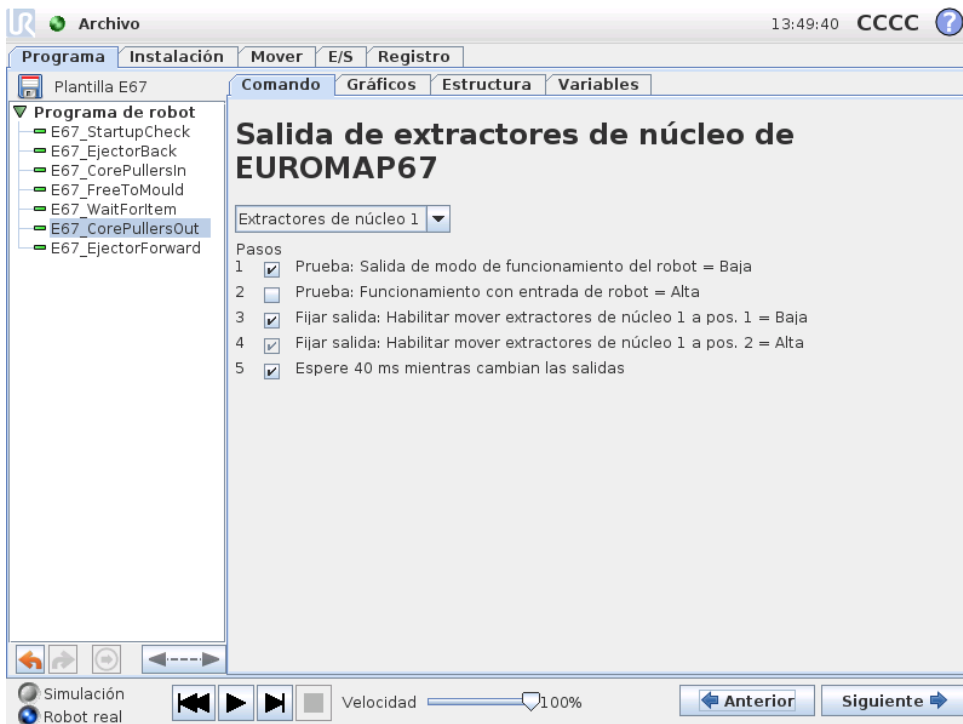 UR Archivo 13:49:40 CCCC ?
Programa Instalación Mover E/S Registro
Plantilla E67
Comando Gráficos Estructura Variables
Programa de robot
E67_StartupCheck
E67_EjectorBack
E67_CorePullersIn
E67_FreeToMould
E67_WaitForItem
E67_CorePullersOut
E67_EjectorForward
Salida de extractores de núcleo de
EUROMAP67
Extractores de núcleo 1
Pasos
1 Prueba: Salida de modo de funcionamiento del robot = Baja
2 Prueba: Funcionamiento con entrada de robot = Alta
3 Fijar salida: Habilitar mover extractores de núcleo 1 a pos. 1 = Baja
4 Fijar salida: Habilitar mover extractores de núcleo 1 a pos. 2 = Alta
5 Espere 40 ms mientras cambian las salidas
Simulación
Robot real
Velocidad 100%
Anterior Siguiente